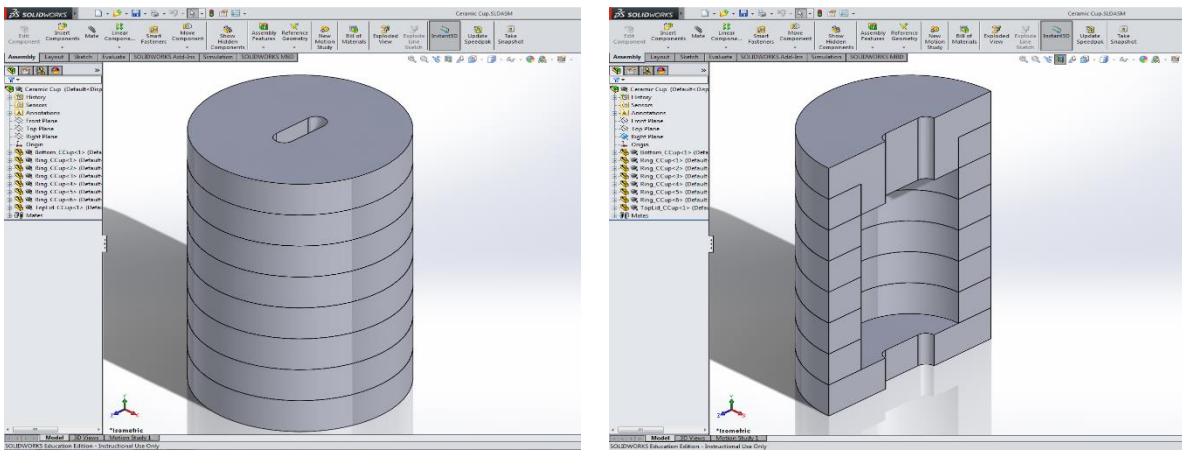 SOLIDWORKS
Ceramic Cup.SLDASM
Edit Component
Insert Components
Mate
Linear Compone...
Smart Fasteners
Move Component
Show Hidden Components
Assembly Features
Reference Geometry
New Motion Study
Bill of Materials
Exploded View
Explode Line Sketch
Instant3D
Update Speedpak
Take Snapshot
Assembly Layout Sketch Evaluate SOLIDWORKS Add-Ins Simulation SOLIDWORKS MBD
Ceramic Cup (Default<Disp
History
Sensors
Annotations
Front Plane
Top Plane
Right Plane
Origin
Bottom_CCup<1> (Defa
Ring_CCup<1> (Default
Ring_CCup<2> (Default
Ring_CCup<3> (Default
Ring_CCup<4> (Default
Ring_CCup<5> (Default
Ring_CCup<6> (Default
TopLid_CCup<1> (Defa
Mates
*Isometric
Model 3D Views Motion Study 1
SOLIDWORKS Education Edition - Instructional Use Only
SOLIDWORKS
Ceramic Cup.SLDASM
Edit Component
Insert Components
Mate
Linear Compone...
Smart Fasteners
Move Component
Show Hidden Components
Assembly Features
Reference Geometry
New Motion Study
Bill of Materials
Exploded View
Explode Line Sketch
Instant3D
Update Speedpak
Take Snapshot
Assembly Layout Sketch Evaluate SOLIDWORKS Add-Ins Simulation SOLIDWORKS MBD
Ceramic Cup (Default<Disp
History
Sensors
Annotations
Front Plane
Top Plane
Right Plane
Origin
Bottom_CCup<1> (Defa
Ring_CCup<1> (Default
Ring_CCup<2> (Default
Ring_CCup<3> (Default
Ring_CCup<4> (Default
Ring_CCup<5> (Default
Ring_CCup<6> (Default
TopLid_CCup<1> (Defa
Mates
*Isometric
Model 3D Views Motion Study 1
SOLIDWORKS Education Edition - Instructional Use Only